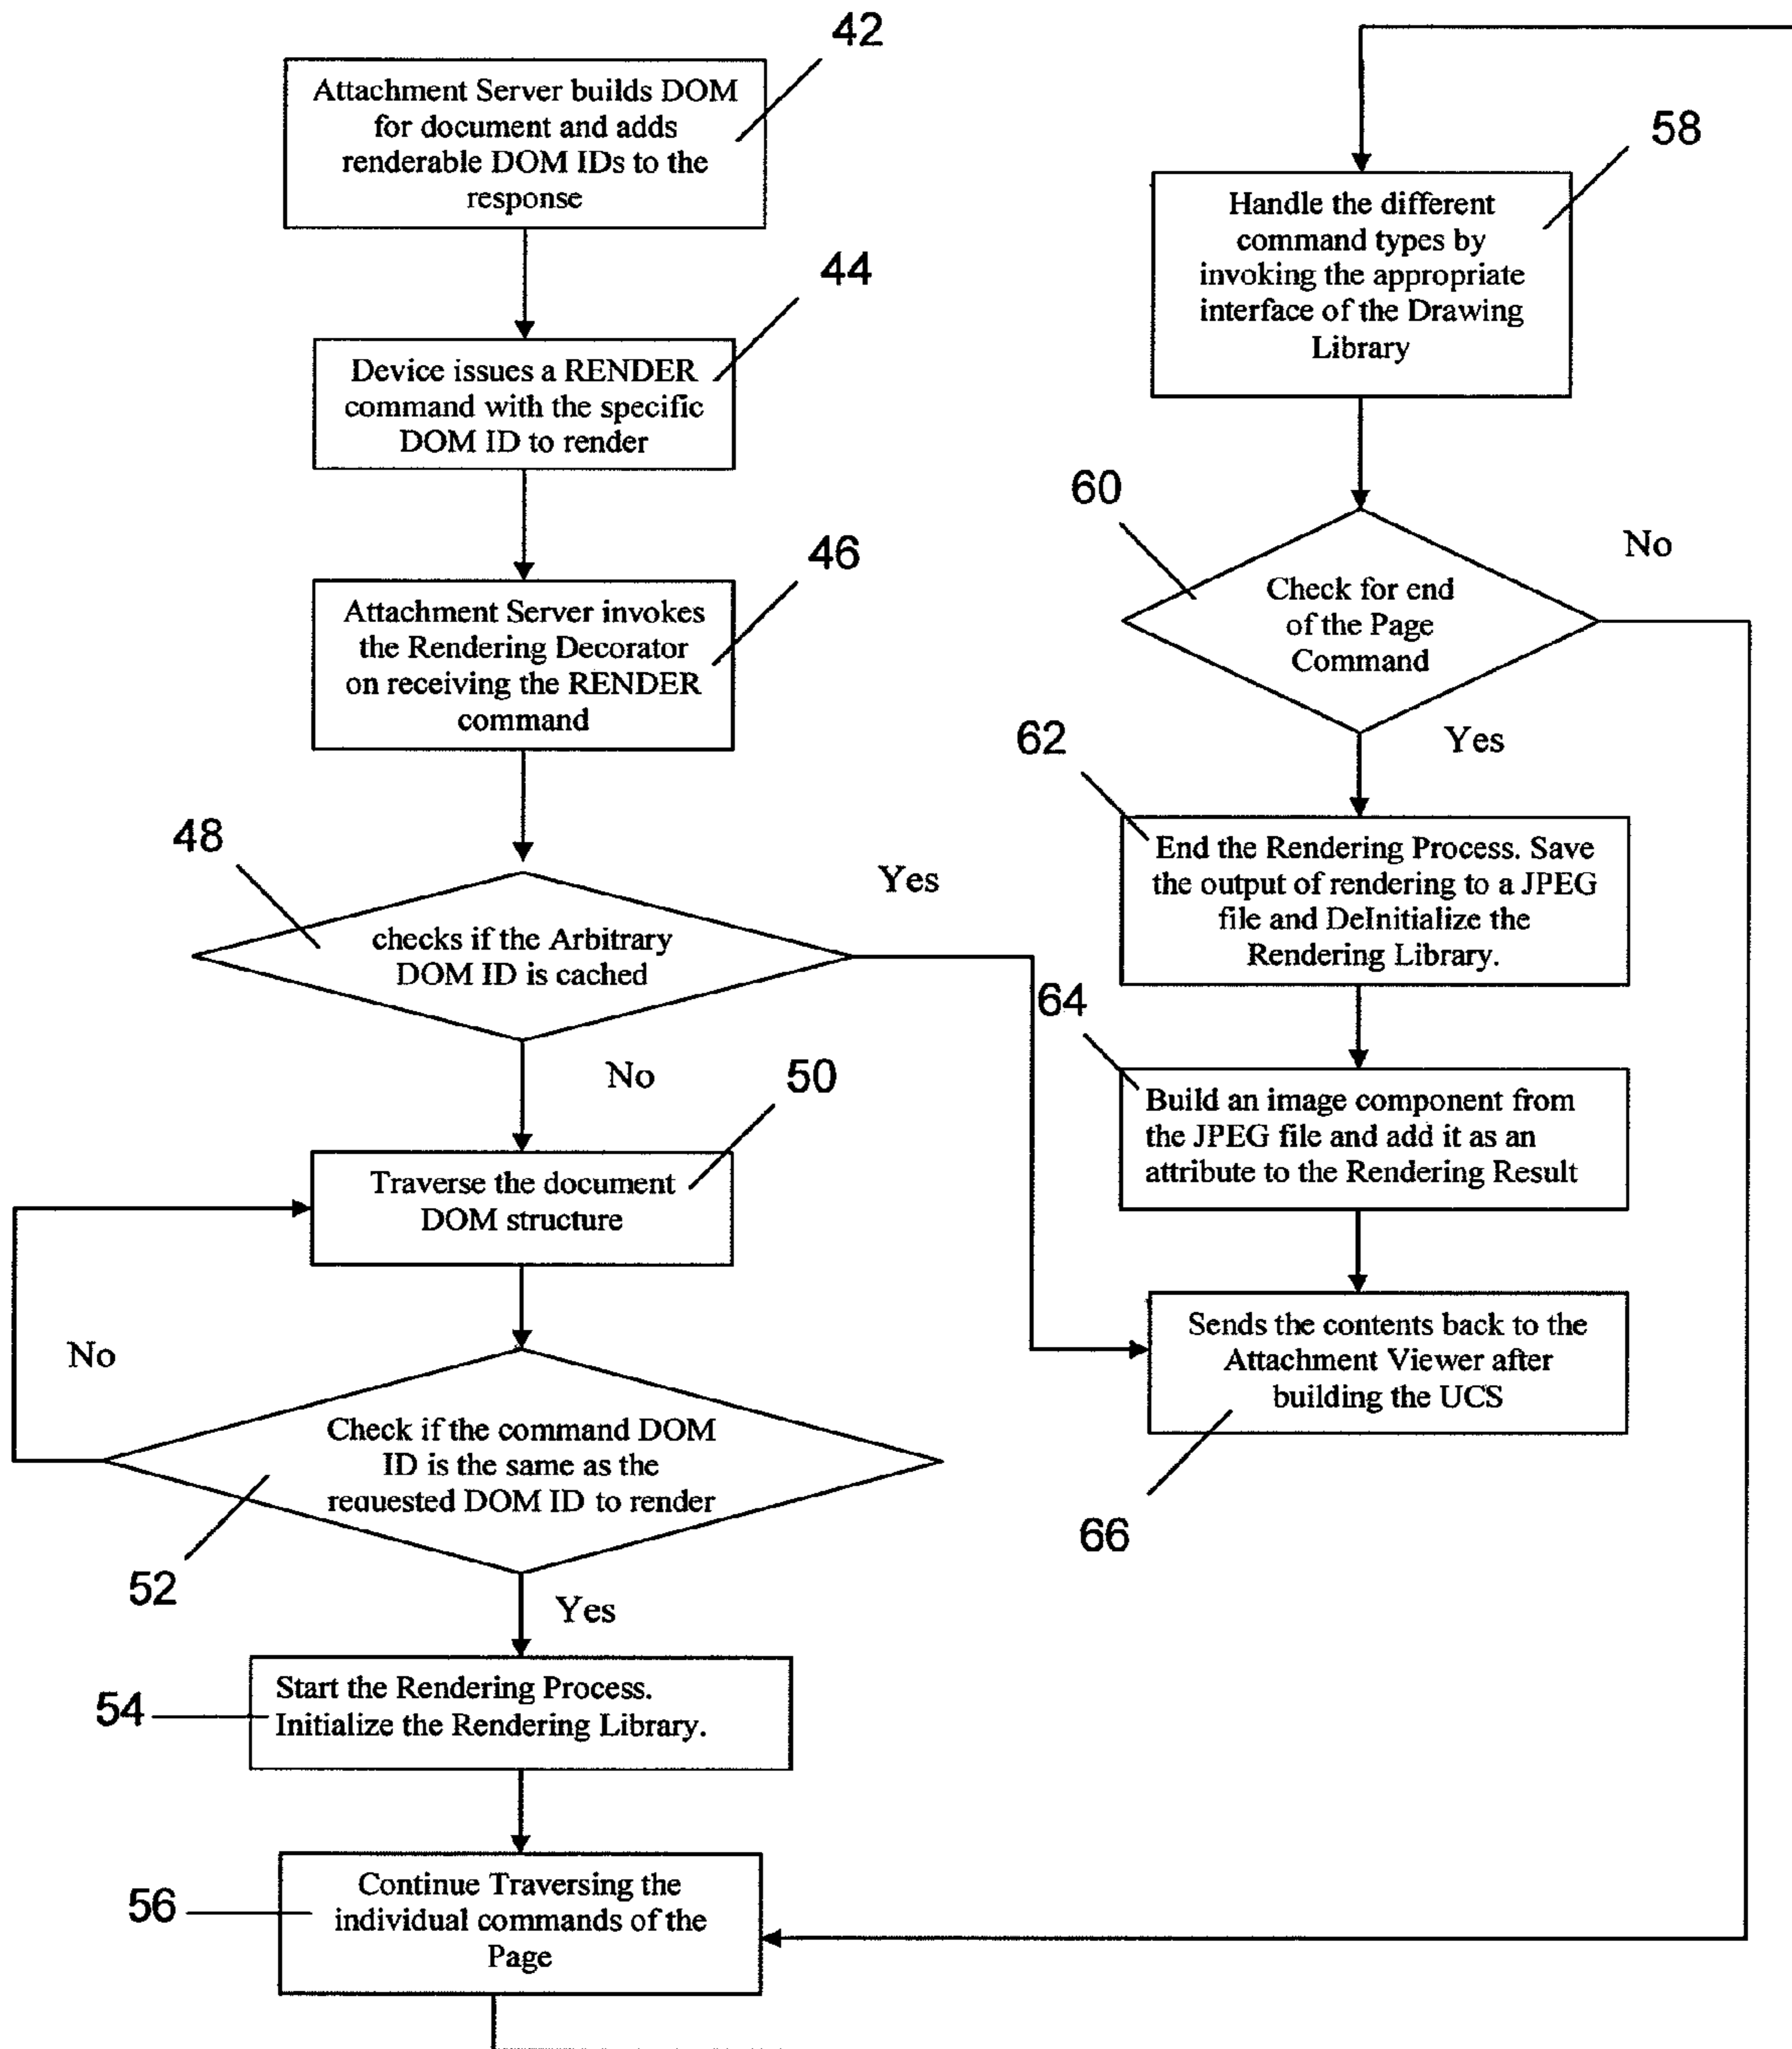 42
Attachment Server builds DOM
for document and adds
renderable DOM IDs to the
response
44
Device issues a RENDER
command with the specific
DOM ID to render
46
Attachment Server invokes
the Rendering Decorator
on receiving the RENDER
command
48
checks if the Arbitrary
DOM ID is cached
Yes
No
50
Traverse the document
DOM structure
No
Check if the command DOM
ID is the same as the
requested DOM ID to render
52
Yes
54
Start the Rendering Process.
Initialize the Rendering Library.
56
Continue Traversing the
individual commands of the
Page
58
Handle the different
command types by
invoking the appropriate
interface of the Drawing
Library
60
Check for end
of the Page
Command
No
Yes
62
End the Rendering Process. Save
the output of rendering to a JPEG
file and DeInitialize the
Rendering Library.
64
Build an image component from
the JPEG file and add it as an
attribute to the Rendering Result
Sends the contents back to the
Attachment Viewer after
building the UCS
66